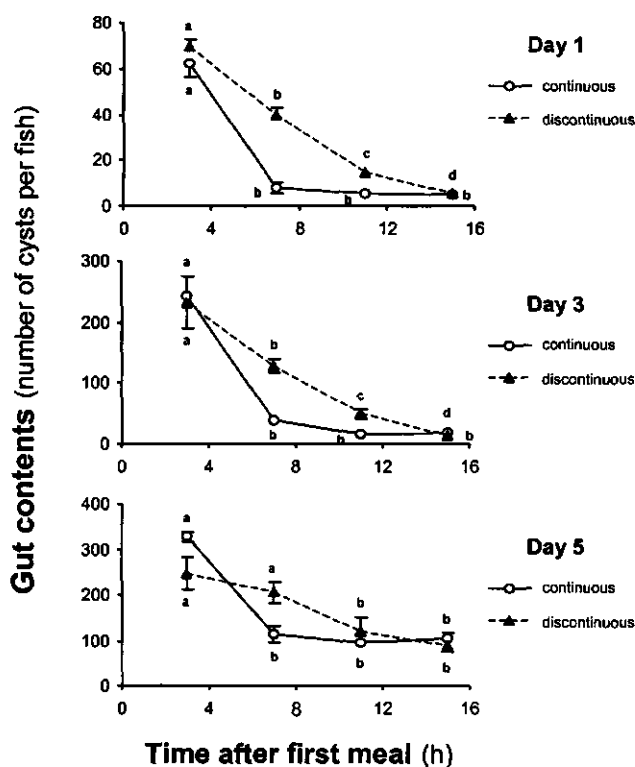 Gut contents (number of cysts per fish)
80
60
40
20
0
0 4 8 12 16
a
a
b
b
c
b
d
b
Day 1
continuous
discontinuous
300
200
100
0
0 4 8 12 16
a
a
b
b
c
b
d
b
Day 3
continuous
discontinuous
400
300
200
100
0
0 4 8 12 16
a
a
a
b
b
b
b
b
Day 5
continuous
discontinuous
Time after first meal (h)